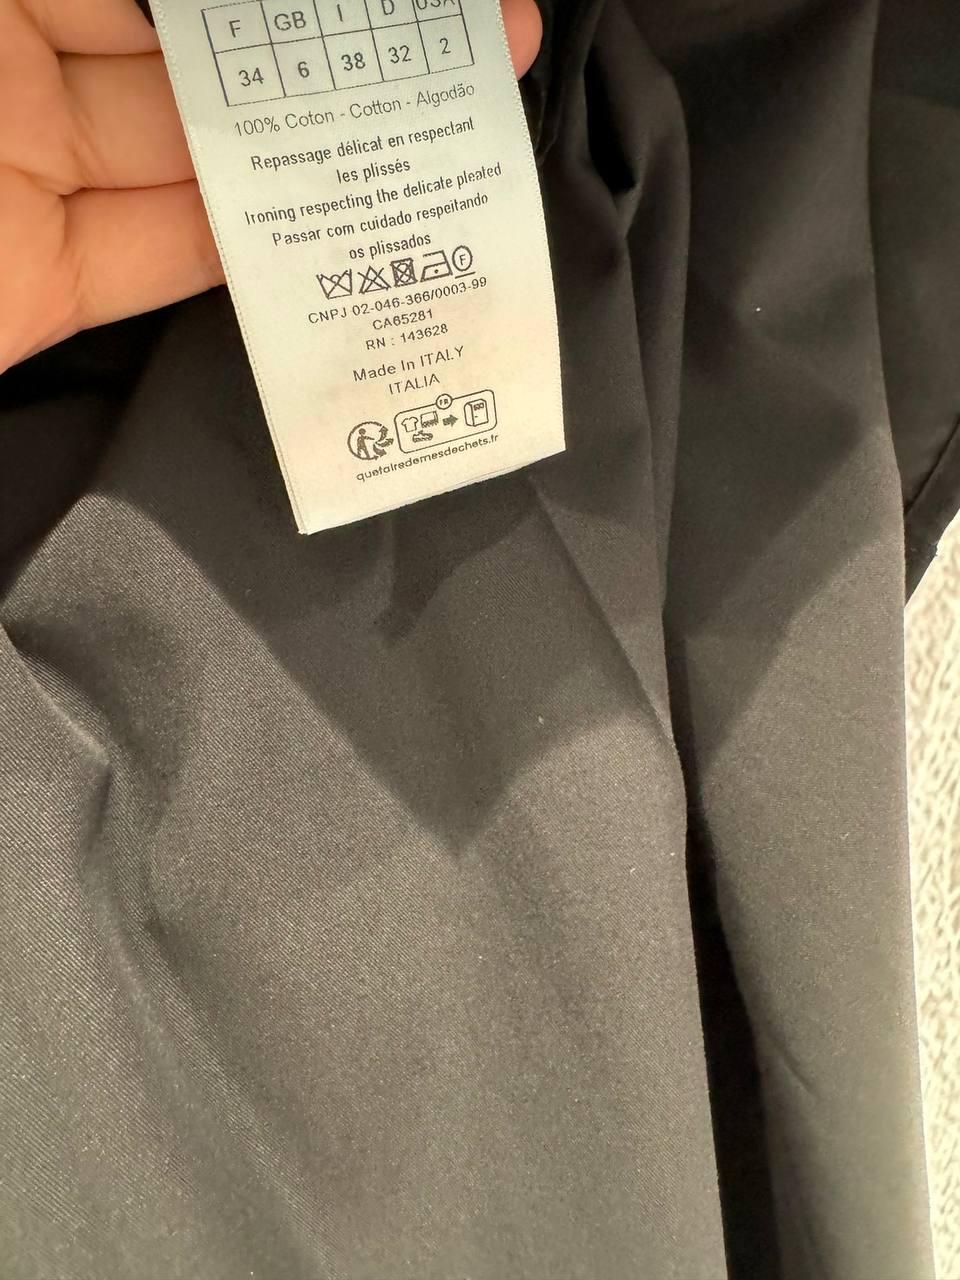 F GB I D USA
34 6 38 32 2
100% Coton - Cotton - Algodão
Repassage délicat en respectant
les plissés
Ironing respecting the delicate pleated
Passar com cuidado respeitando
os plissados
F
CNPJ 02-046-366/0003-99
CA65281
RN : 143628
Made In ITALY
ITALIA
FR
quefairedemesdechets.fr